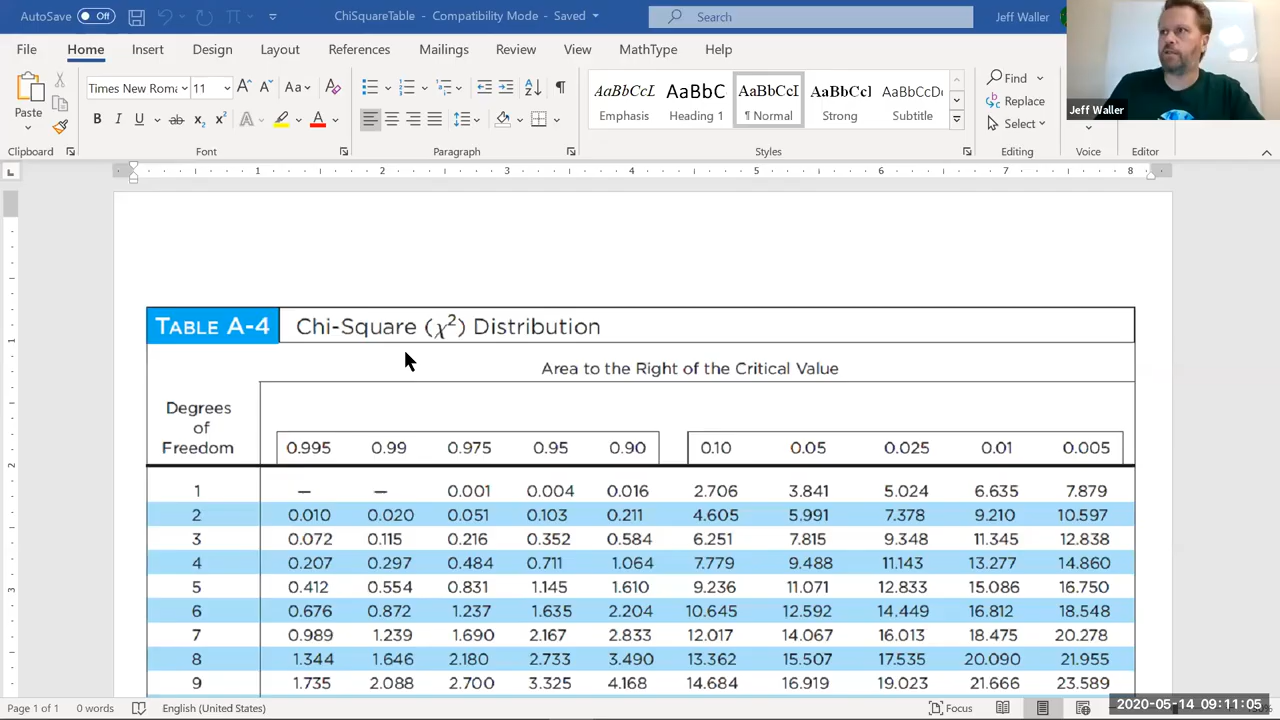 AutoSave Off ChiSquareTable - Compatibility Mode - Saved Search Jeff Waller
File Home Insert Design Layout References Mailings Review View MathType Help
Paste Times New Roma 11 Aa AaBbCcL AaBbC AaBbCcI AaBbCcl AaBbCcDi Find
Replace
Emphasis Heading 1 ¶ Normal Strong Subtitle Select
Jeff Waller
Clipboard Font Paragraph Styles Editing Voice Editor
1 2 3 4 5 6 7 8
TABLE A-4 Chi-Square (χ²) Distribution
Area to the Right of the Critical Value
Degrees
of
Freedom 0.995 0.99 0.975 0.95 0.90 0.10 0.05 0.025 0.01 0.005
1 – – 0.001 0.004 0.016 2.706 3.841 5.024 6.635 7.879
2 0.010 0.020 0.051 0.103 0.211 4.605 5.991 7.378 9.210 10.597
3 0.072 0.115 0.216 0.352 0.584 6.251 7.815 9.348 11.345 12.838
4 0.207 0.297 0.484 0.711 1.064 7.779 9.488 11.143 13.277 14.860
5 0.412 0.554 0.831 1.145 1.610 9.236 11.071 12.833 15.086 16.750
6 0.676 0.872 1.237 1.635 2.204 10.645 12.592 14.449 16.812 18.548
7 0.989 1.239 1.690 2.167 2.833 12.017 14.067 16.013 18.475 20.278
8 1.344 1.646 2.180 2.733 3.490 13.362 15.507 17.535 20.090 21.955
9 1.735 2.088 2.700 3.325 4.168 14.684 16.919 19.023 21.666 23.589
Page 1 of 1 0 words English (United States) Focus
2020-05-14 09:11:05